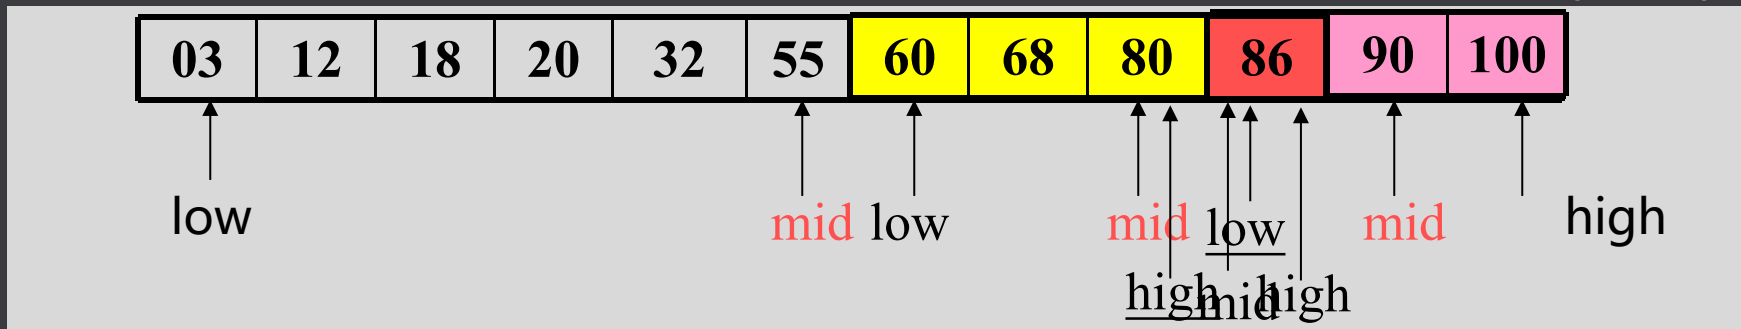 03 12 18 20 32 55 60 68 80 86 90 100
low mid low mid low mid high
high mid high